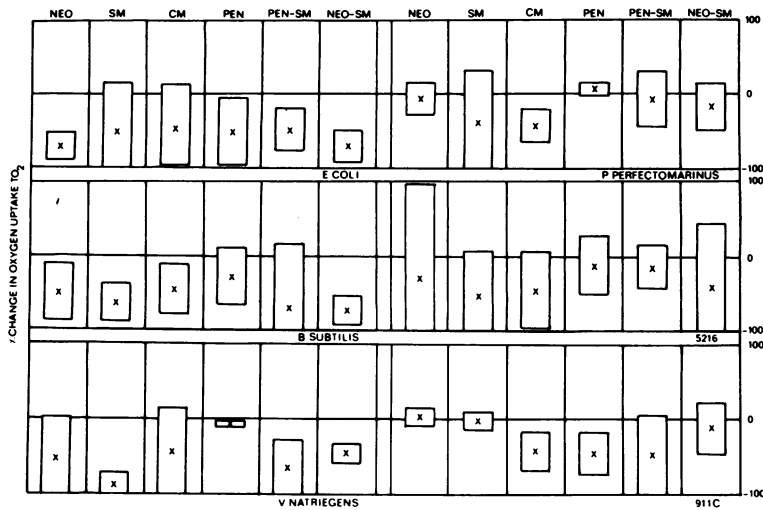 NEO SM CM PEN PEN-SM NEO-SM NEO SM CM PEN PEN-SM NEO-SM
100
0
-100
E COLI P PERFECTOMARINUS
100
0
-100
B SUBTILIS 5216
100
0
-100
V NATRIEGENS 911C
% CHANGE IN OXYGEN UPTAKE TO2